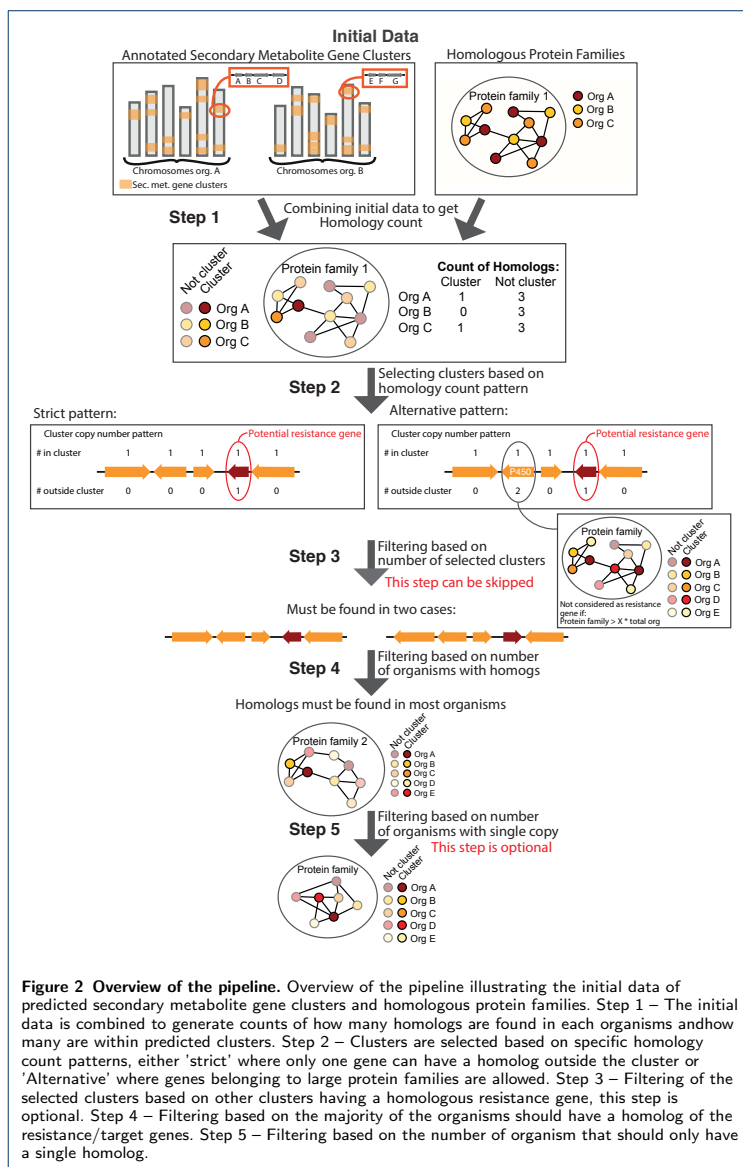 Initial Data
Annotated Secondary Metabolite Gene Clusters
A B C D
E F G
Chromosomes org. A
Chromosomes org. B
Sec. met. gene clusters
Homologous Protein Families
Protein family 1
Org A
Org B
Org C
Step 1
Combining initial data to get
Homology count
Not cluster
Cluster
Org A
Org B
Org C
Protein family 1
Count of Homologs:
Cluster Not cluster
Org A 1 3
Org B 0 3
Org C 1 3
Step 2
Selecting clusters based on
homology count pattern
Strict pattern:
Cluster copy number pattern
Potential resistance gene
# in cluster 1 1 1 1 1
# outside cluster 0 0 0 1 0
Alternative pattern:
Cluster copy number pattern
Potential resistance gene
# in cluster 1 1 1 1 1
P450
# outside cluster 0 2 0 1 0
Protein family
Not cluster
Cluster
Org A
Org B
Org C
Org D
Org E
Not considered as resistance
gene if:
Protein family > X * total org
Step 3
Filtering based on
number of selected clusters
This step can be skipped
Must be found in two cases:
Step 4
Filtering based on number
of organisms with homogs
Homologs must be found in most organisms
Protein family 2
Not cluster
Cluster
Org A
Org B
Org C
Org D
Org E
Step 5
Filtering based on number
of organisms with single copy
This step is optional
Protein family
Not cluster
Cluster
Org A
Org B
Org C
Org D
Org E
Figure 2 Overview of the pipeline. Overview of the pipeline illustrating the initial data of
predicted secondary metabolite gene clusters and homologous protein families. Step 1 – The initial
data is combined to generate counts of how many homologs are found in each organisms andhow
many are within predicted clusters. Step 2 – Clusters are selected based on specific homology
count patterns, either 'strict' where only one gene can have a homolog outside the cluster or
'Alternative' where genes belonging to large protein families are allowed. Step 3 – Filtering of the
selected clusters based on other clusters having a homologous resistance gene, this step is
optional. Step 4 – Filtering based on the majority of the organisms should have a homolog of the
resistance/target genes. Step 5 – Filtering based on the number of organism that should only have
a single homolog.